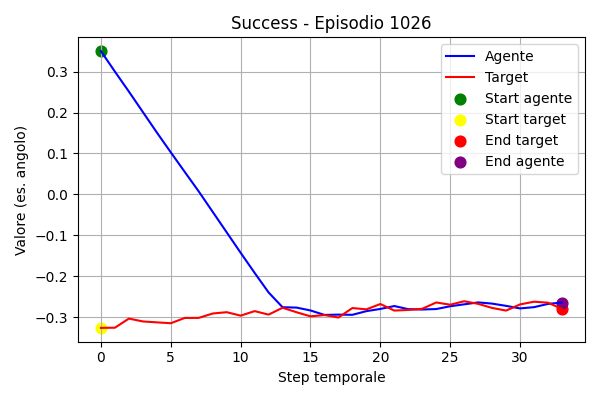 Success - Episodio 1026
Valore (es. angolo)
0.3
0.2
0.1
0.0
−0.1
−0.2
−0.3
Agente
Target
Start agente
Start target
End target
End agente
0 5 10 15 20 25 30
Step temporale